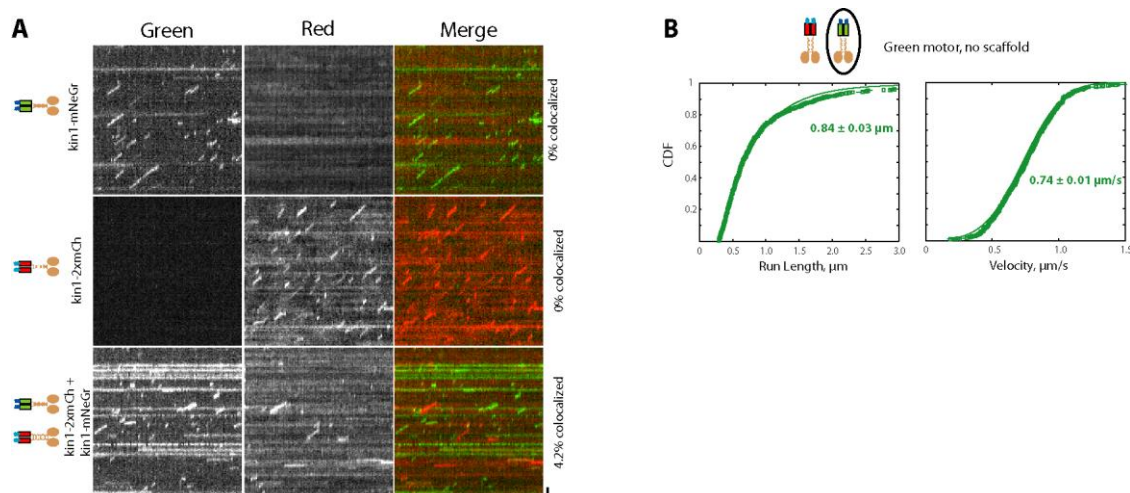 A
Green
Red
Merge
kin1-mNeGr
0% colocalized
kin1-2xmCh
0% colocalized
kin1-2xmCh +
kin1-mNeGr
4.2% colocalized
B
Green motor, no scaffold
CDF
1
0.8
0.6
0.4
0.2
0.84 ± 0.03 µm
0 0.5 1.0 1.5 2.0 2.5 3.0
Run Length, µm
0.74 ± 0.01 µm/s
0 0.5 1.0 1.5
Velocity, µm/s